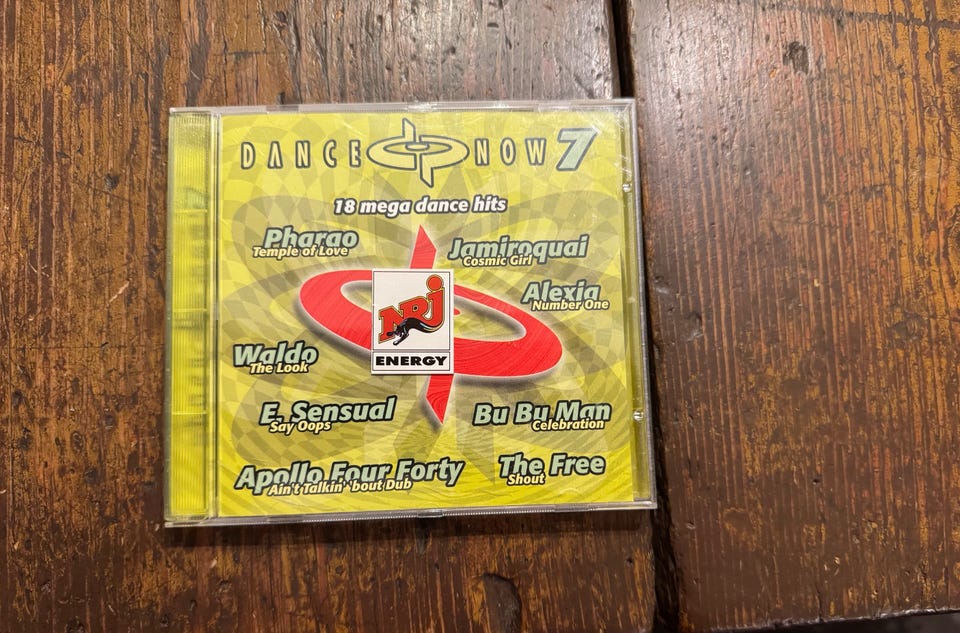 DANCE NOW 7
18 mega dance hits
Pharao
Temple of Love
Jamiroquai
Cosmic Girl
Alexia
Number One
NRJ
ENERGY
Waldo
The Look
E. Sensual
Say Oops
Bu Bu Man
Celebration
Apollo Four Forty
Ain't Talkin' 'bout Dub
The Free
Shout